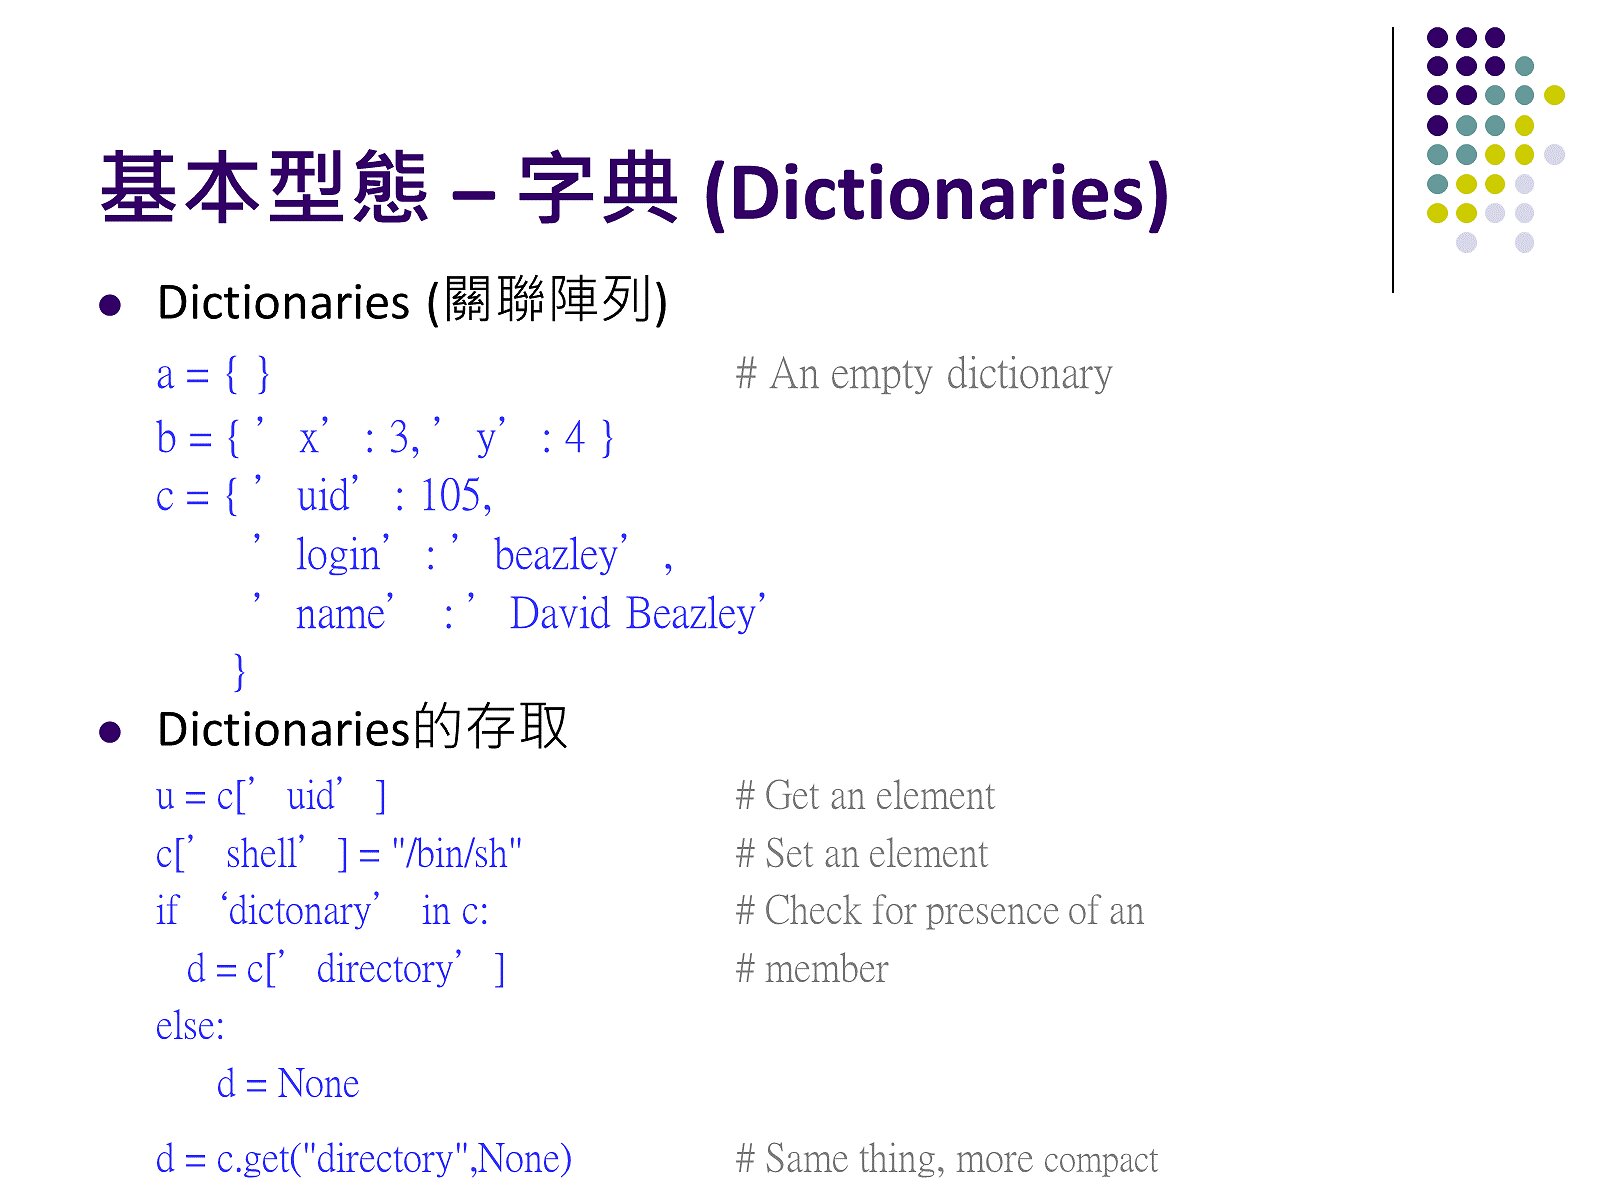 基本型態 – 字典 (Dictionaries)
Dictionaries (關聯陣列)
a = { } # An empty dictionary
b = { ’x’ : 3, ’y’ : 4 }
c = { ’uid’ : 105,
’login’ : ’beazley’ ,
’name’ : ’David Beazley’
}
Dictionaries的存取
u = c[’uid’ ] # Get an element
c[’shell’ ] = "/bin/sh" # Set an element
if ‘dictonary’ in c: # Check for presence of an
d = c[’directory’ ] # member
else:
d = None
d = c.get("directory",None) # Same thing, more compact